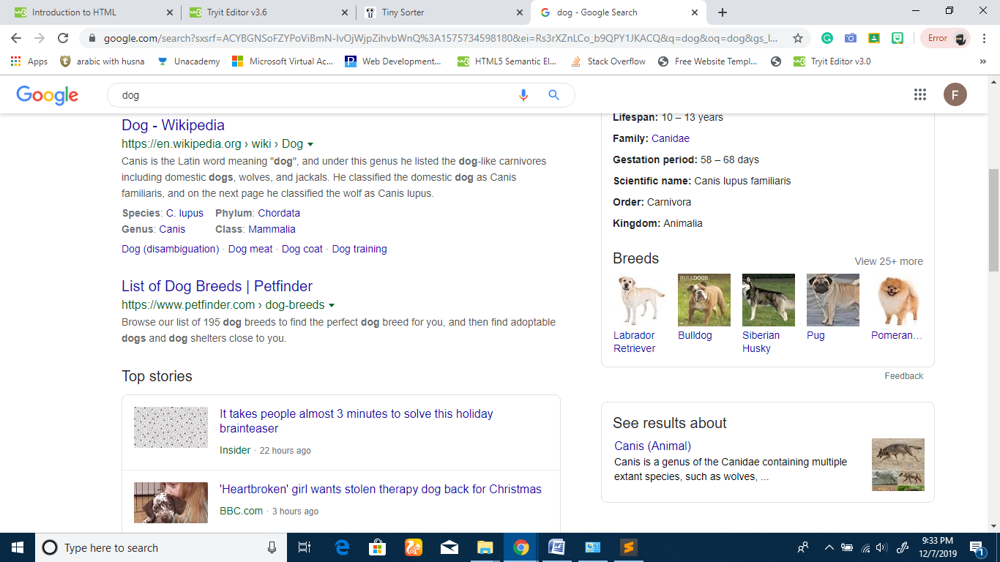 Introduction to HTML
Tryit Editor v3.6
Tiny Sorter
dog - Google Search
google.com/search?sxsrf=ACYBGNSoFZYPoViBmN-IvOjWjpZihvbWnQ%3A1575734598180&ei=Rs3rXZnLCo_b9QPY1JKACQ&q=dog&oq=dog&gs_l...
Error
Apps
arabic with husna
Unacademy
Microsoft Virtual Ac...
Web Development...
HTML5 Semantic El...
Stack Overflow
Free Website Templ...
Tryit Editor v3.0
»
Google
dog
F
Dog - Wikipedia
https://en.wikipedia.org › wiki › Dog
Canis is the Latin word meaning "dog", and under this genus he listed the dog-like carnivores
including domestic dogs, wolves, and jackals. He classified the domestic dog as Canis
familiaris, and on the next page he classified the wolf as Canis lupus.
Species: C. lupus Phylum: Chordata
Genus: Canis Class: Mammalia
Dog (disambiguation) · Dog meat · Dog coat · Dog training
List of Dog Breeds | Petfinder
https://www.petfinder.com › dog-breeds
Browse our list of 195 dog breeds to find the perfect dog breed for you, and then find adoptable
dogs and dog shelters close to you.
Top stories
It takes people almost 3 minutes to solve this holiday
brainteaser
Insider · 22 hours ago
'Heartbroken' girl wants stolen therapy dog back for Christmas
BBC.com · 3 hours ago
Lifespan: 10 – 13 years
Family: Canidae
Gestation period: 58 – 68 days
Scientific name: Canis lupus familiaris
Order: Carnivora
Kingdom: Animalia
Breeds
View 25+ more
BULLDOGS
Labrador
Retriever
Bulldog
Siberian
Husky
Pug
Pomeran...
Feedback
See results about
Canis (Animal)
Canis is a genus of the Canidae containing multiple
extant species, such as wolves, ...
Type here to search
9:33 PM
12/7/2019
1